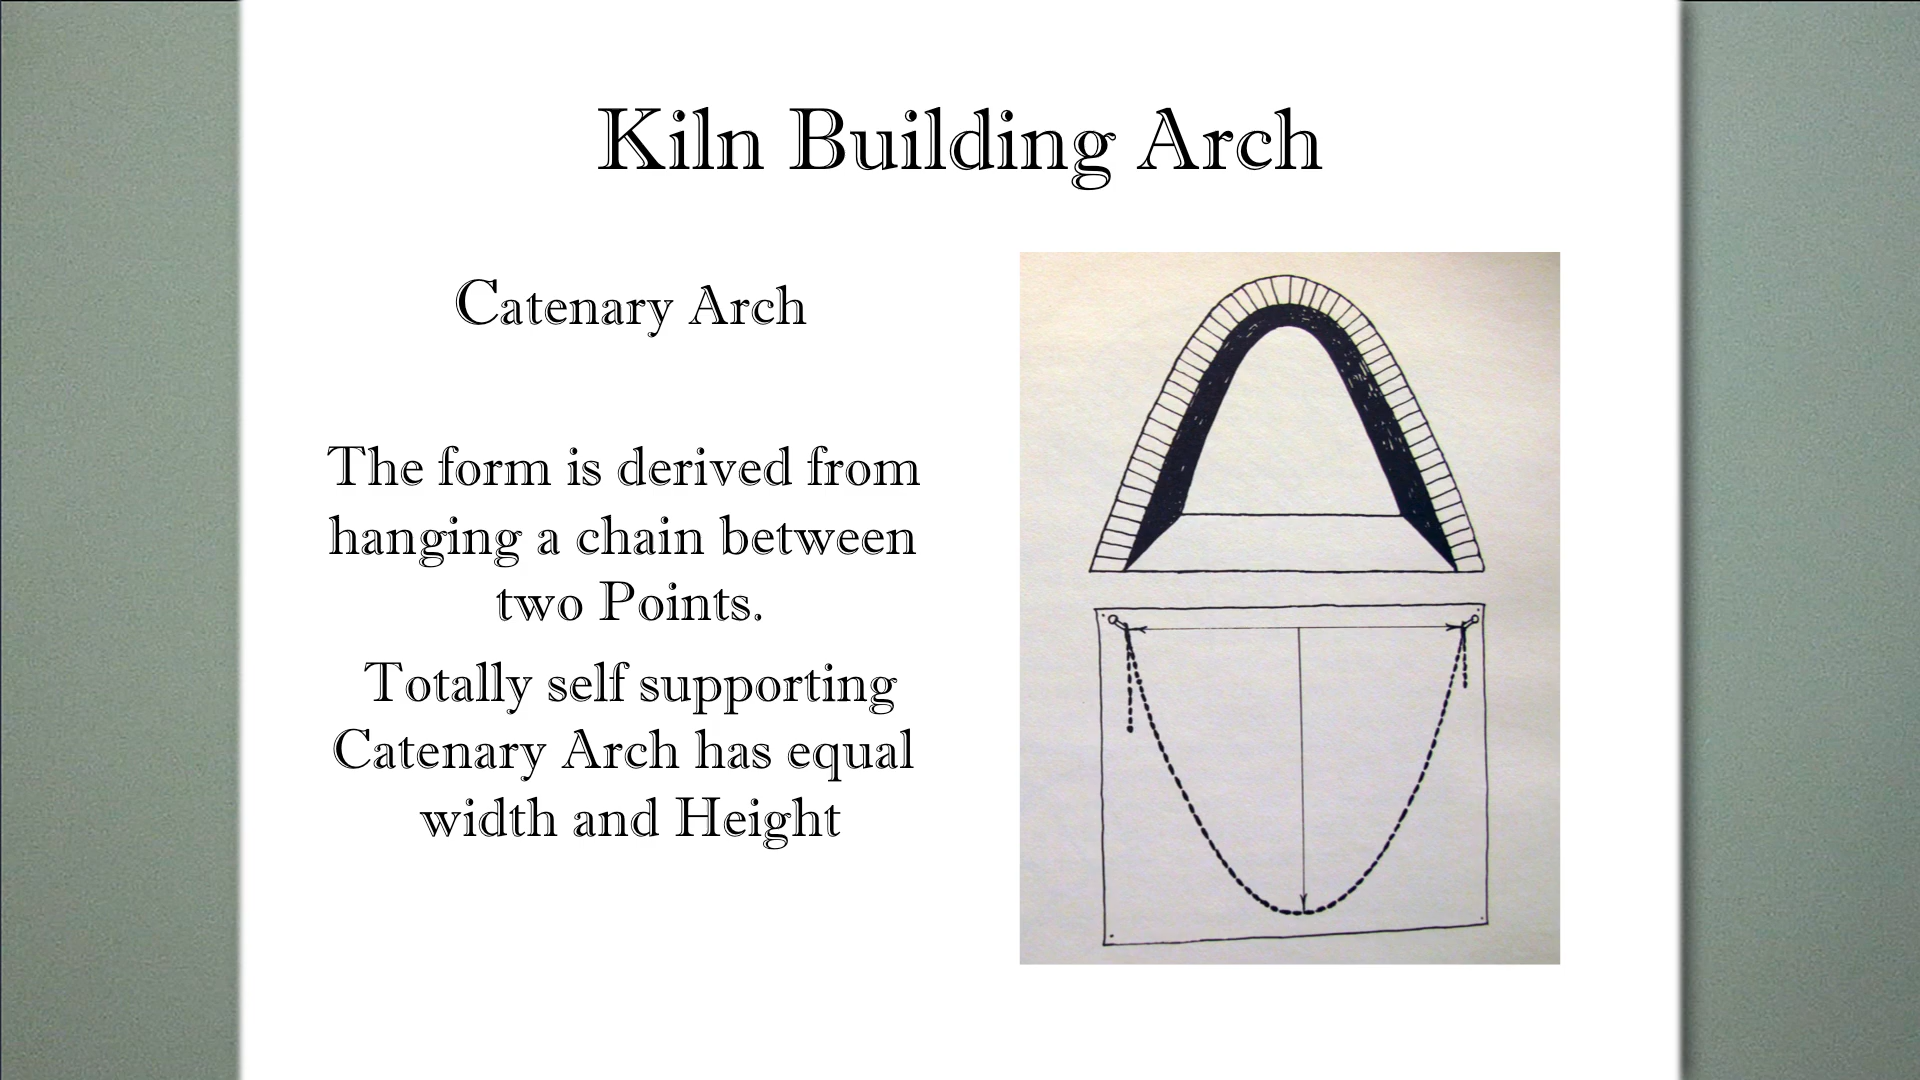 Kiln Building Arch
Catenary Arch
The form is derived from
hanging a chain between
two Points.
Totally self supporting
Catenary Arch has equal
width and Height